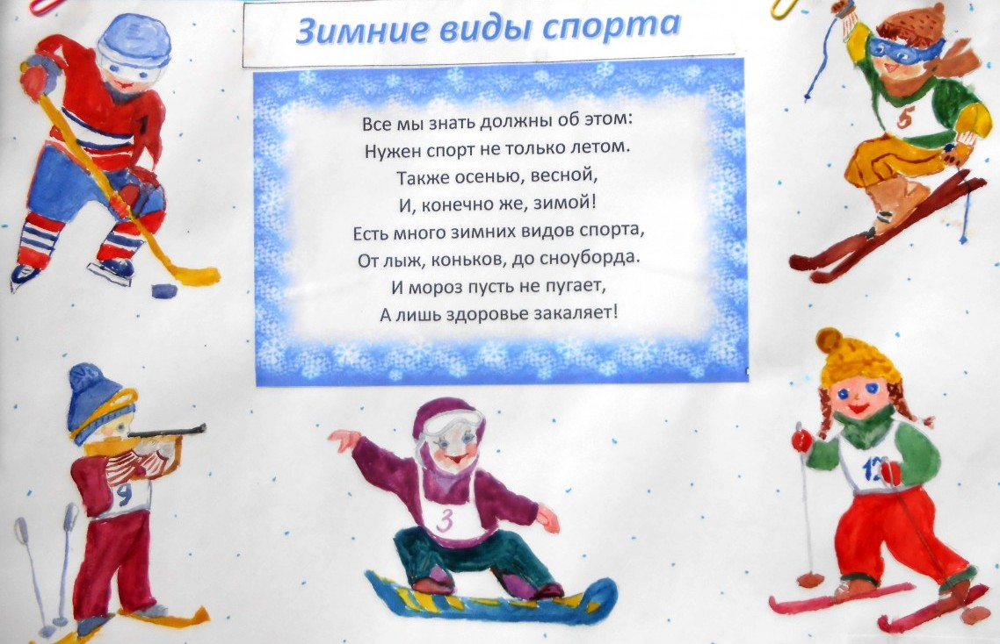 Зимние виды спорта
Все мы знать должны об этом:
Нужен спорт не только летом.
Также осенью, весной,
И, конечно же, зимой!
Есть много зимних видов спорта,
От лыж, коньков, до сноуборда.
И мороз пусть не пугает,
А лишь здоровье закаляет!
1
5
9
3
12